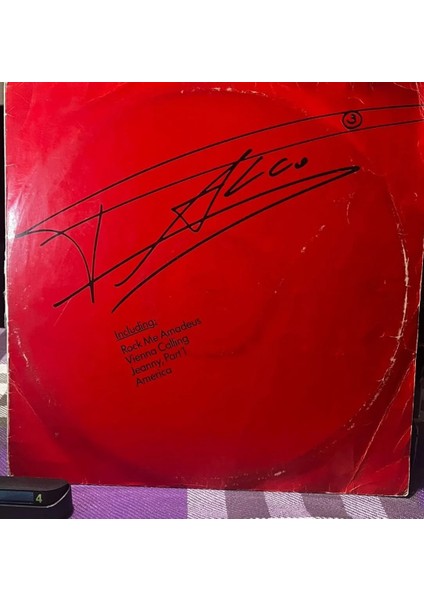 3
FALCO
Including:
Rock Me Amadeus
Vienna Calling
Jeanny, Part 1
America
4